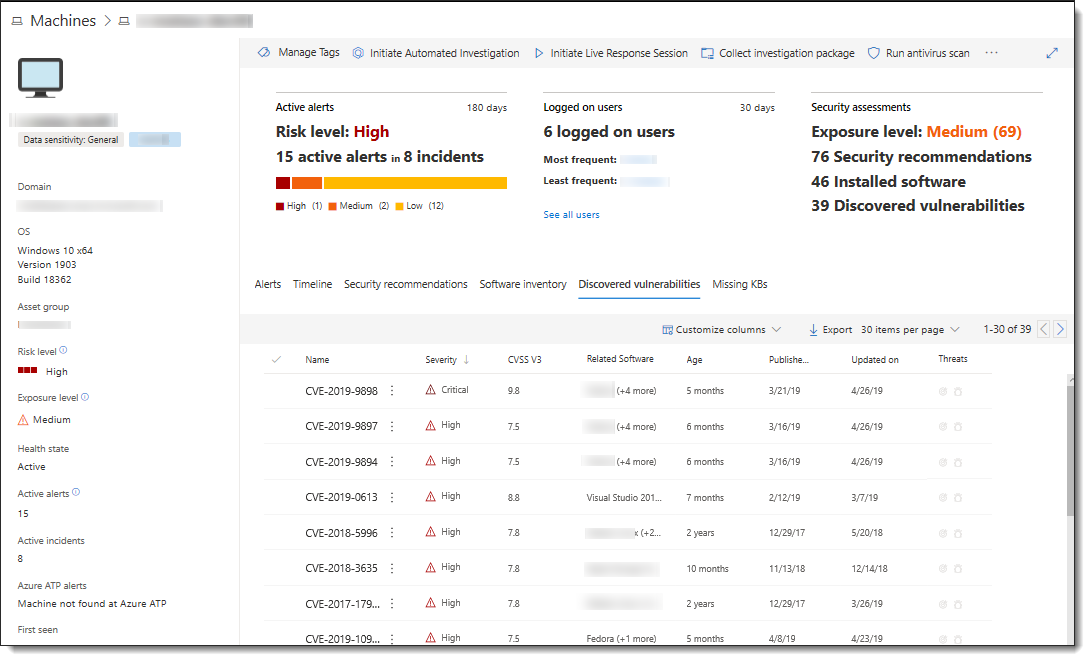 Machines >
Manage Tags Initiate Automated Investigation Initiate Live Response Session Collect investigation package Run antivirus scan ...
Data sensitivity: General
Domain
OS
Windows 10 x64
Version 1903
Build 18362
Asset group
Risk level
High
Exposure level
Medium
Health state
Active
Active alerts
15
Active incidents
8
Azure ATP alerts
Machine not found at Azure ATP
First seen
Active alerts 180 days
Risk level: High
15 active alerts in 8 incidents
High (1) Medium (2) Low (12)
Logged on users 30 days
6 logged on users
Most frequent:
Least frequent:
See all users
Security assessments
Exposure level: Medium (69)
76 Security recommendations
46 Installed software
39 Discovered vulnerabilities
Alerts Timeline Security recommendations Software inventory Discovered vulnerabilities Missing KBs
Customize columns Export 30 items per page 1-30 of 39
Name Severity ↓ CVSS V3 Related Software Age Publishe... Updated on Threats
CVE-2019-9898 Critical 9.8 (+4 more) 5 months 3/21/19 4/26/19
CVE-2019-9897 High 7.5 (+4 more) 6 months 3/16/19 4/26/19
CVE-2019-9894 High 7.5 (+4 more) 6 months 3/16/19 4/26/19
CVE-2019-0613 High 8.8 Visual Studio 201... 7 months 2/12/19 3/7/19
CVE-2018-5996 High 7.8 x (+2... 2 years 12/29/17 5/20/18
CVE-2018-3635 High 7.8 10 months 11/13/18 12/14/18
CVE-2017-179... High 7.8 2 years 12/29/17 3/26/19
CVE-2019-109... High 7.5 Fedora (+1 more) 5 months 4/8/19 4/23/19